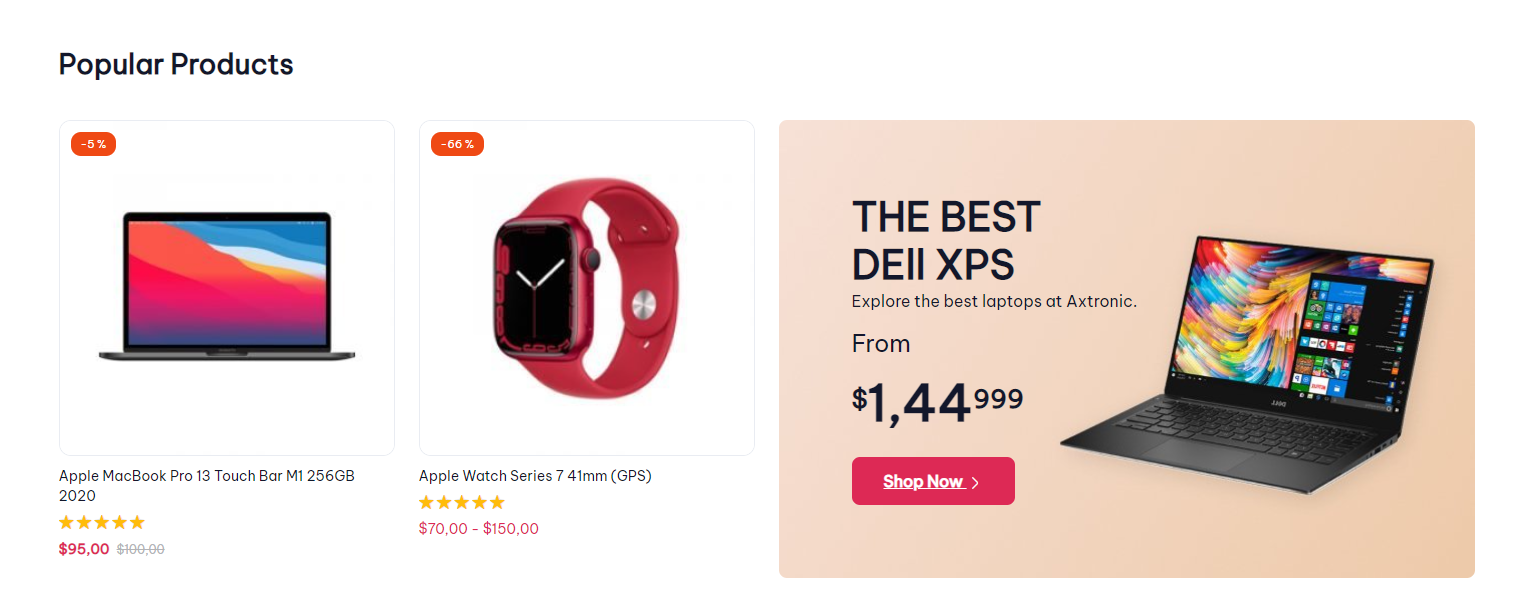 Popular Products
-5 %
-66 %
THE BEST
DEll XPS
Explore the best laptops at Axtronic.
From
$1,44999
Shop Now
Apple MacBook Pro 13 Touch Bar M1 256GB
2020
$95,00 $100,00
Apple Watch Series 7 41mm (GPS)
$70,00 - $150,00